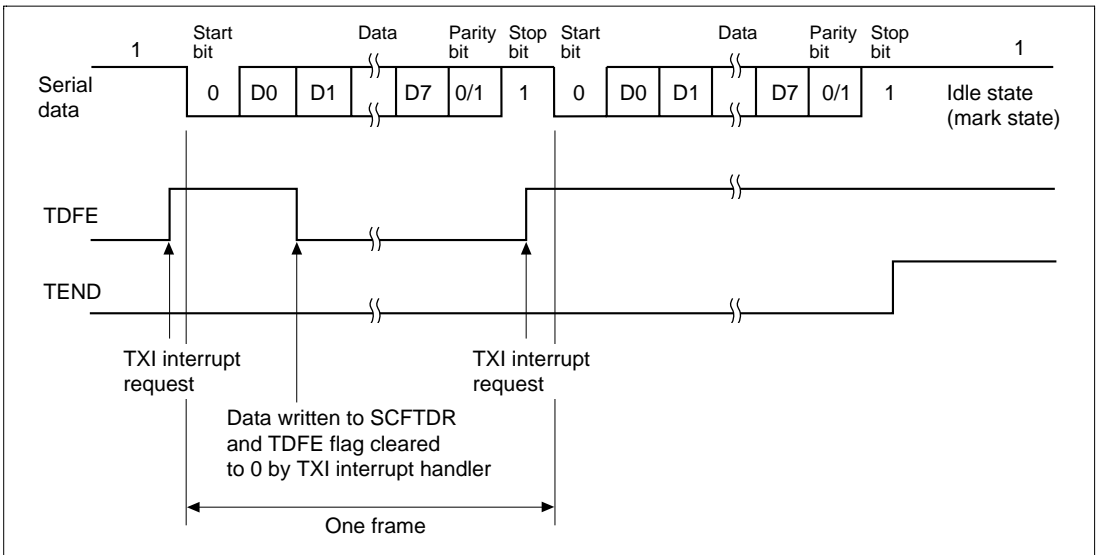 1
Start bit
Data
Parity bit
Stop bit
Start bit
Data
Parity bit
Stop bit
1
Serial data
0 D0 D1 D7 0/1 1 0 D0 D1 D7 0/1 1
Idle state
(mark state)
TDFE
TEND
TXI interrupt
request
TXI interrupt
request
Data written to SCFTDR
and TDFE flag cleared
to 0 by TXI interrupt handler
One frame